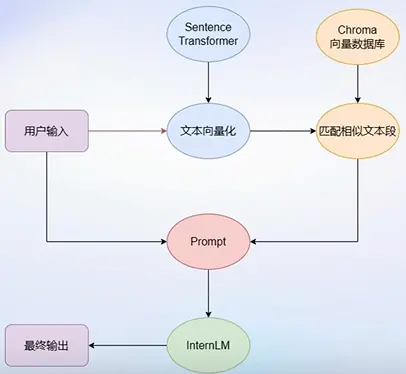 Sentence
Transformer
Chroma
向量数据库
用户输入
文本向量化
匹配相似文本段
Prompt
最终输出
InternLM